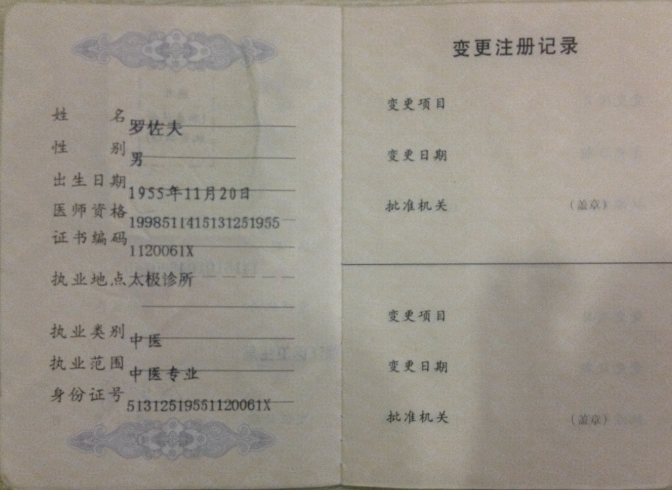 姓名 罗佐夫
性别 男
出生日期 1955年11月20日
医师资格 1998511415131251955
证书编码 1120061X
执业地点 太极诊所
执业类别 中医
执业范围 中医专业
身份证号 51312519551120061X
变更注册记录
变更项目
变更日期
批准机关 (盖章)
变更项目
变更日期
批准机关 (盖章)